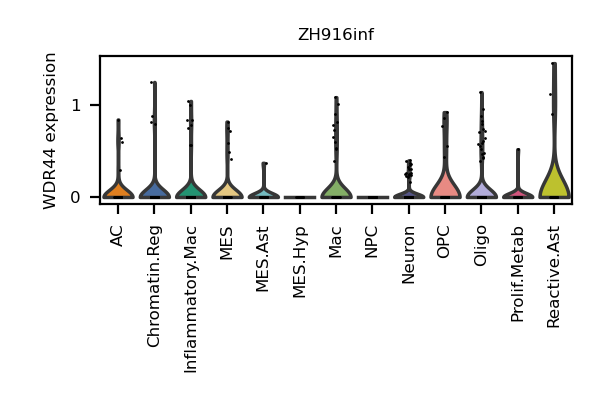 ZH916inf
WDR44 expression
1
0
AC
Chromatin.Reg
Inflammatory.Mac
MES
MES.Ast
MES.Hyp
Mac
NPC
Neuron
OPC
Oligo
Prolif.Metab
Reactive.Ast